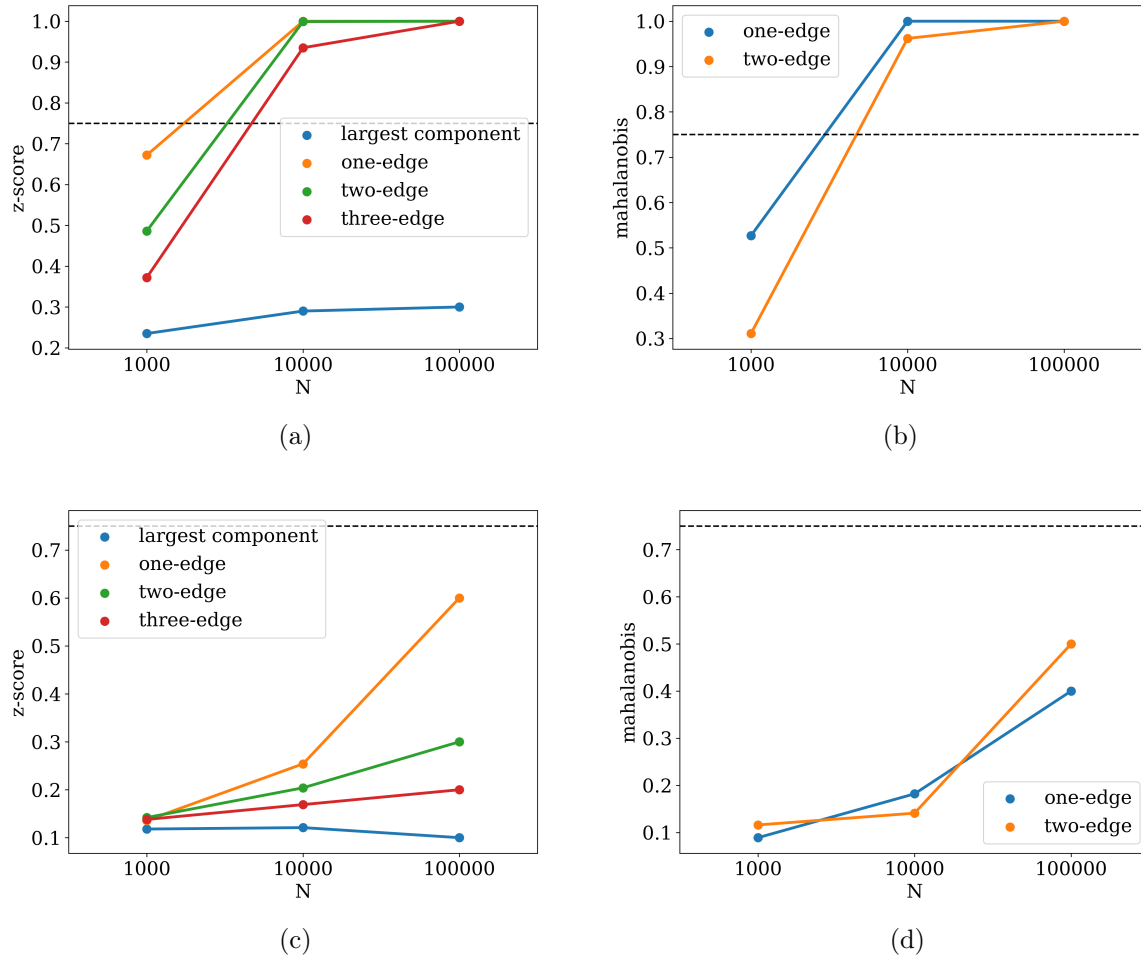 1.0
0.9
0.8
0.7
0.6
0.5
0.4
0.3
0.2
z-score
largest component
one-edge
two-edge
three-edge
1000
10000
100000
N
(a)
1.0
0.9
0.8
0.7
0.6
0.5
0.4
0.3
mahalanobis
one-edge
two-edge
1000
10000
100000
N
(b)
0.7
0.6
0.5
0.4
0.3
0.2
0.1
z-score
largest component
one-edge
two-edge
three-edge
1000
10000
100000
N
(c)
0.7
0.6
0.5
0.4
0.3
0.2
0.1
mahalanobis
one-edge
two-edge
1000
10000
100000
N
(d)